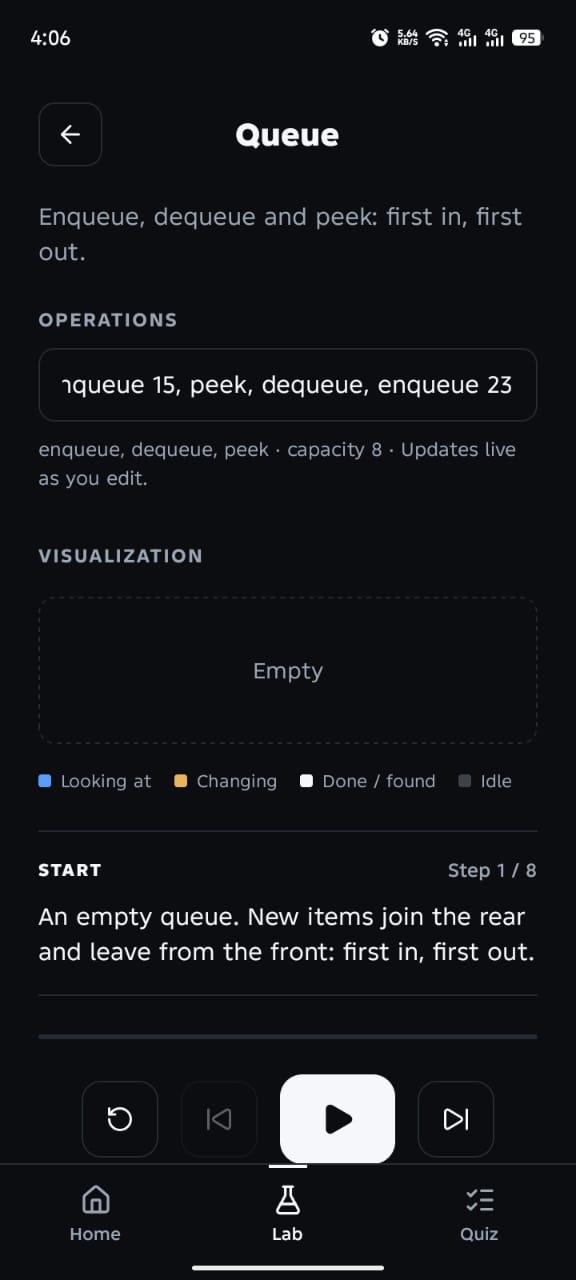 4:06
5.64
KB/S
4G
4G
95
Queue
Enqueue, dequeue and peek: first in, first
out.
OPERATIONS
nqueue 15, peek, dequeue, enqueue 23
enqueue, dequeue, peek · capacity 8 · Updates live
as you edit.
VISUALIZATION
Empty
Looking at
Changing
Done / found
Idle
START
Step 1 / 8
An empty queue. New items join the rear
and leave from the front: first in, first out.
Home
Lab
Quiz